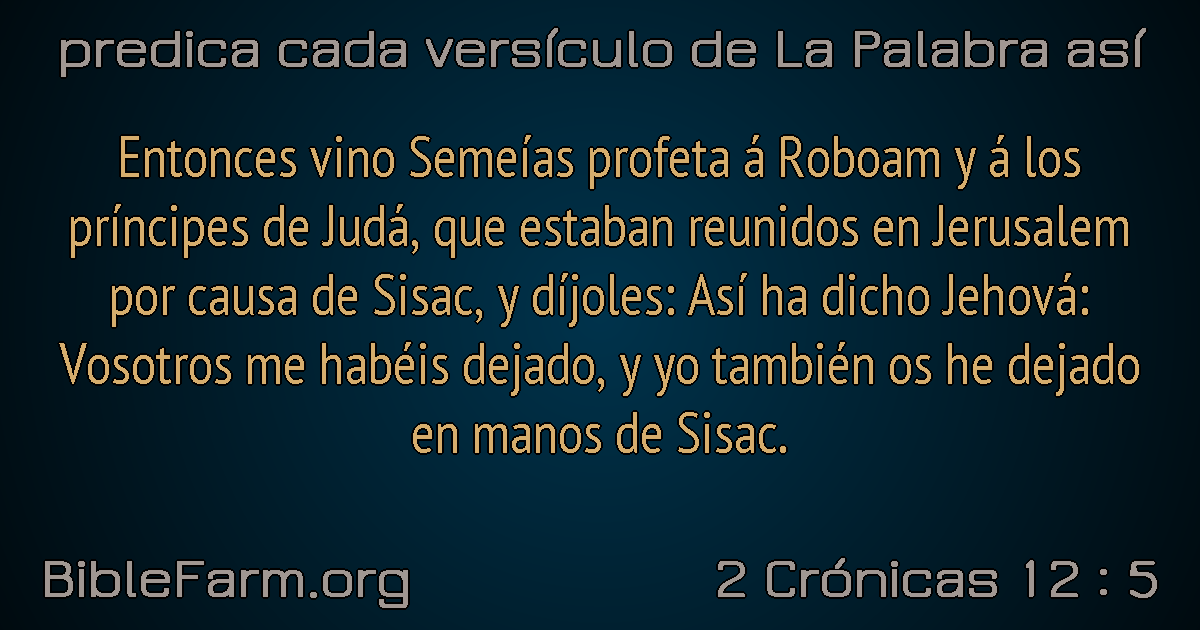 predica cada versículo de La Palabra así
Entonces vino Semeías profeta á Roboam y á los
príncipes de Judá, que estaban reunidos en Jerusalem
por causa de Sisac, y díjoles: Así ha dicho Jehová:
Vosotros me habéis dejado, y yo también os he dejado
en manos de Sisac.
BibleFarm.org
2 Crónicas 12 : 5